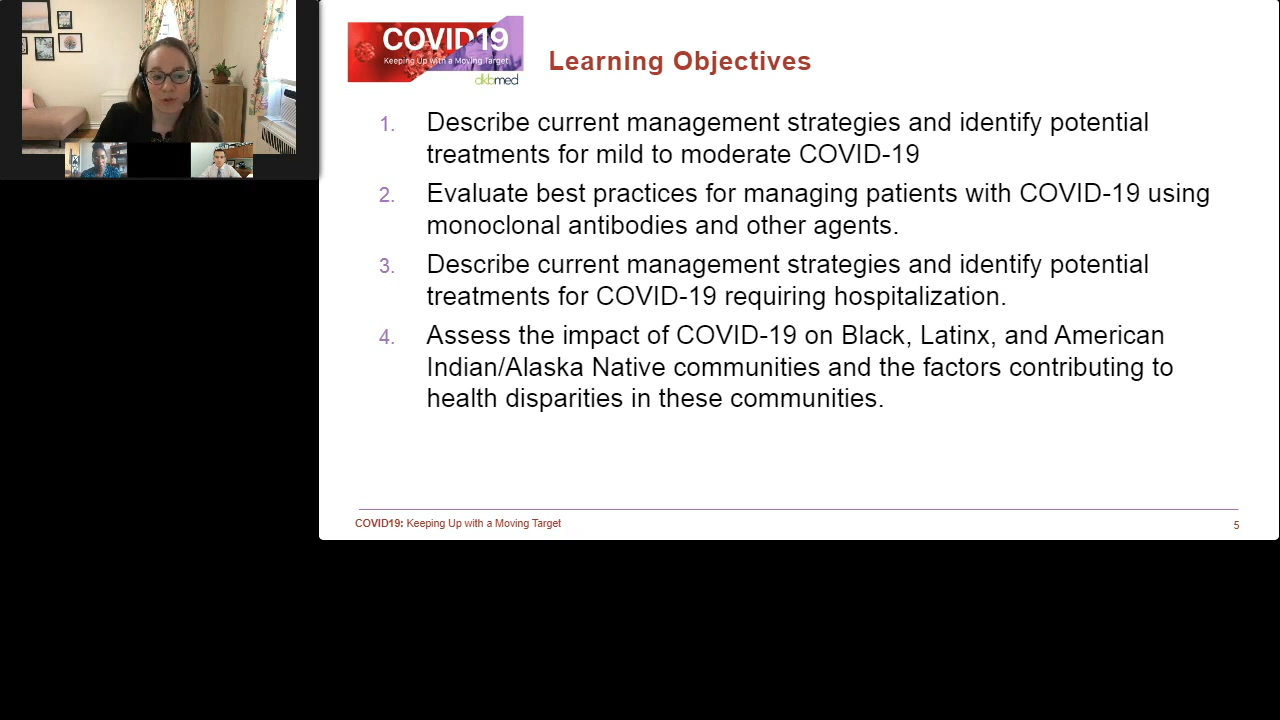 COVID19
Keeping Up with a Moving Target
dkbmed
Learning Objectives
1. Describe current management strategies and identify potential
treatments for mild to moderate COVID-19
2. Evaluate best practices for managing patients with COVID-19 using
monoclonal antibodies and other agents.
3. Describe current management strategies and identify potential
treatments for COVID-19 requiring hospitalization.
4. Assess the impact of COVID-19 on Black, Latinx, and American
Indian/Alaska Native communities and the factors contributing to
health disparities in these communities.
COVID19: Keeping Up with a Moving Target
5